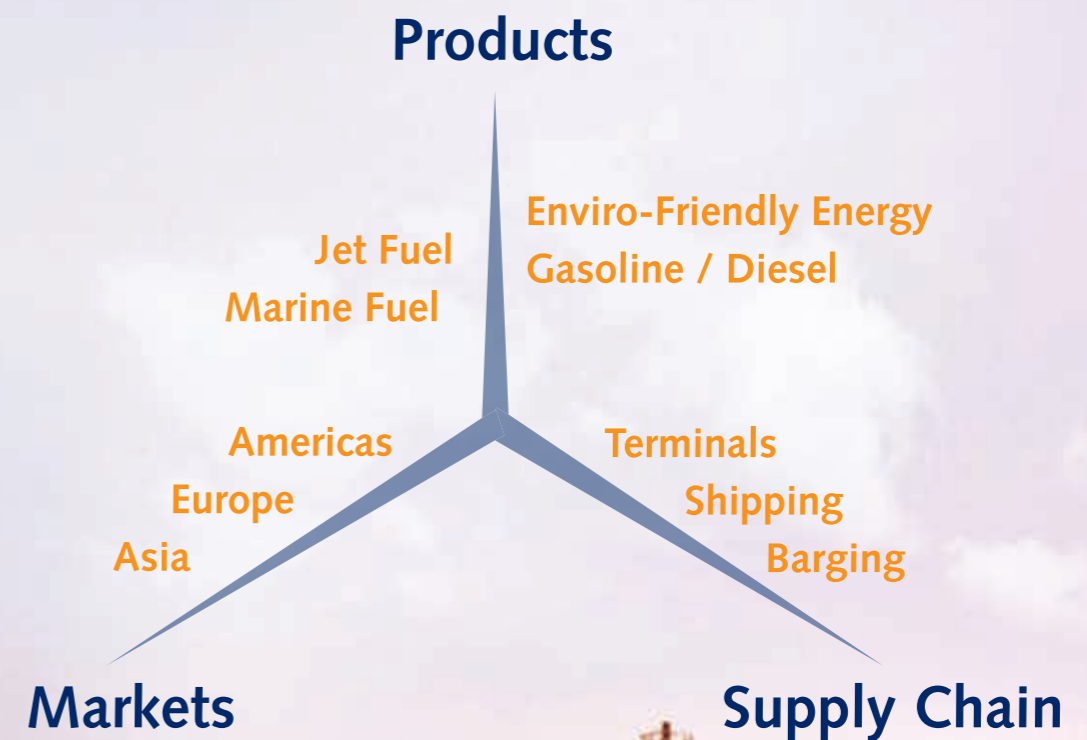 Products
Enviro-Friendly Energy
Jet Fuel
Gasoline / Diesel
Marine Fuel
Americas
Terminals
Europe
Shipping
Asia
Barging
Markets
Supply Chain